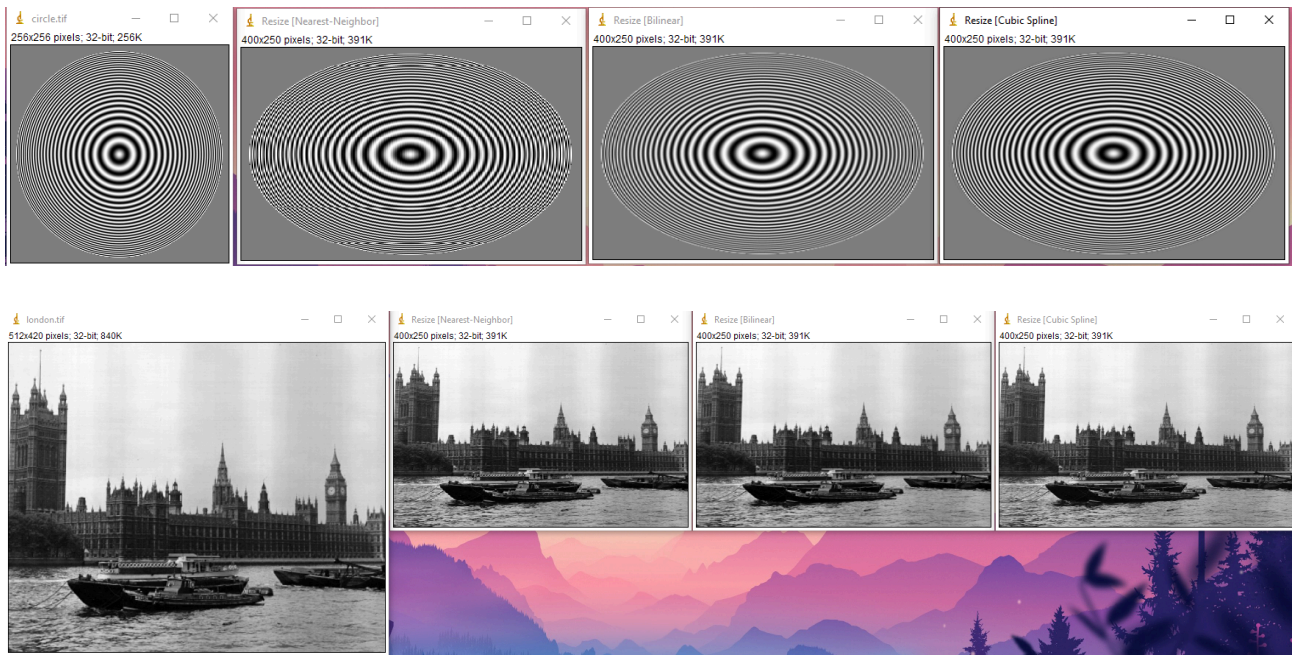 circle.tif
256x256 pixels; 32-bit; 256K
Resize [Nearest-Neighbor]
400x250 pixels; 32-bit; 391K
Resize [Bilinear]
400x250 pixels; 32-bit; 391K
Resize [Cubic Spline]
400x250 pixels; 32-bit; 391K
london.tif
512x420 pixels; 32-bit; 840K
Resize [Nearest-Neighbor]
400x250 pixels; 32-bit; 391K
Resize [Bilinear]
400x250 pixels; 32-bit; 391K
Resize [Cubic Spline]
400x250 pixels; 32-bit; 391K